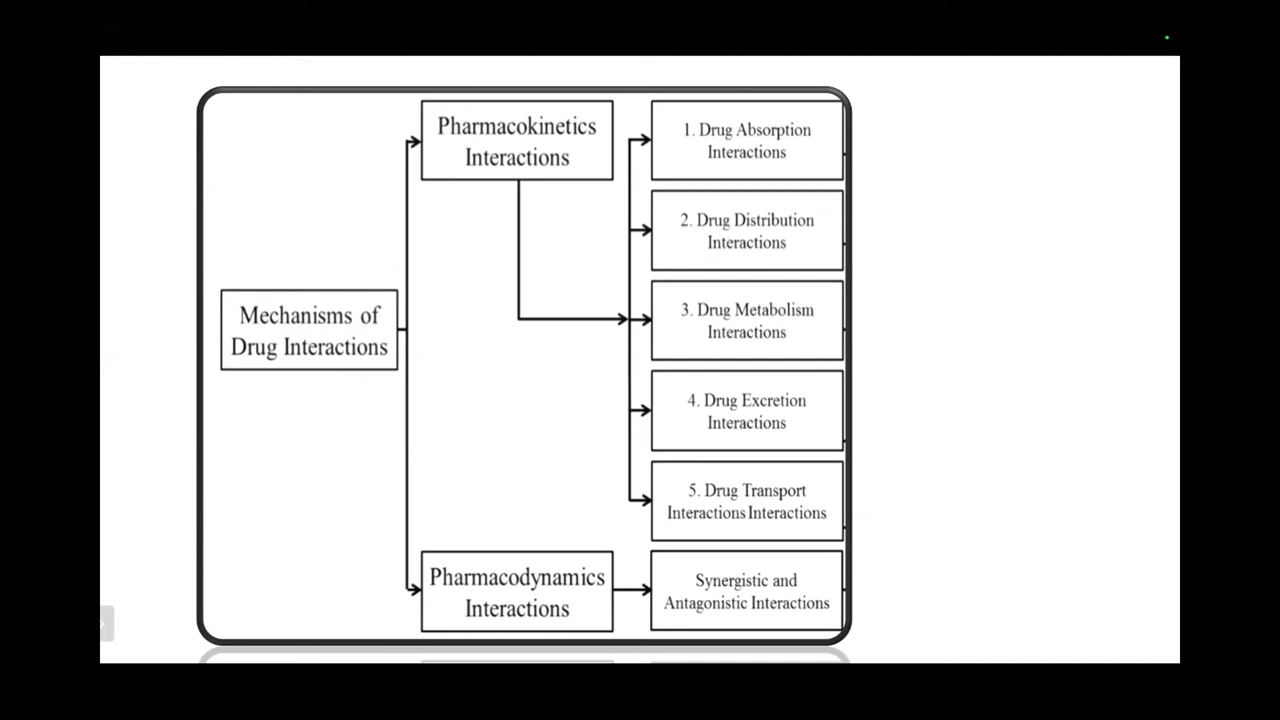 Mechanisms of
Drug Interactions
Pharmacokinetics
Interactions
1. Drug Absorption
Interactions
2. Drug Distribution
Interactions
3. Drug Metabolism
Interactions
4. Drug Excretion
Interactions
5. Drug Transport
Interactions Interactions
Pharmacodynamics
Interactions
Synergistic and
Antagonistic Interactions